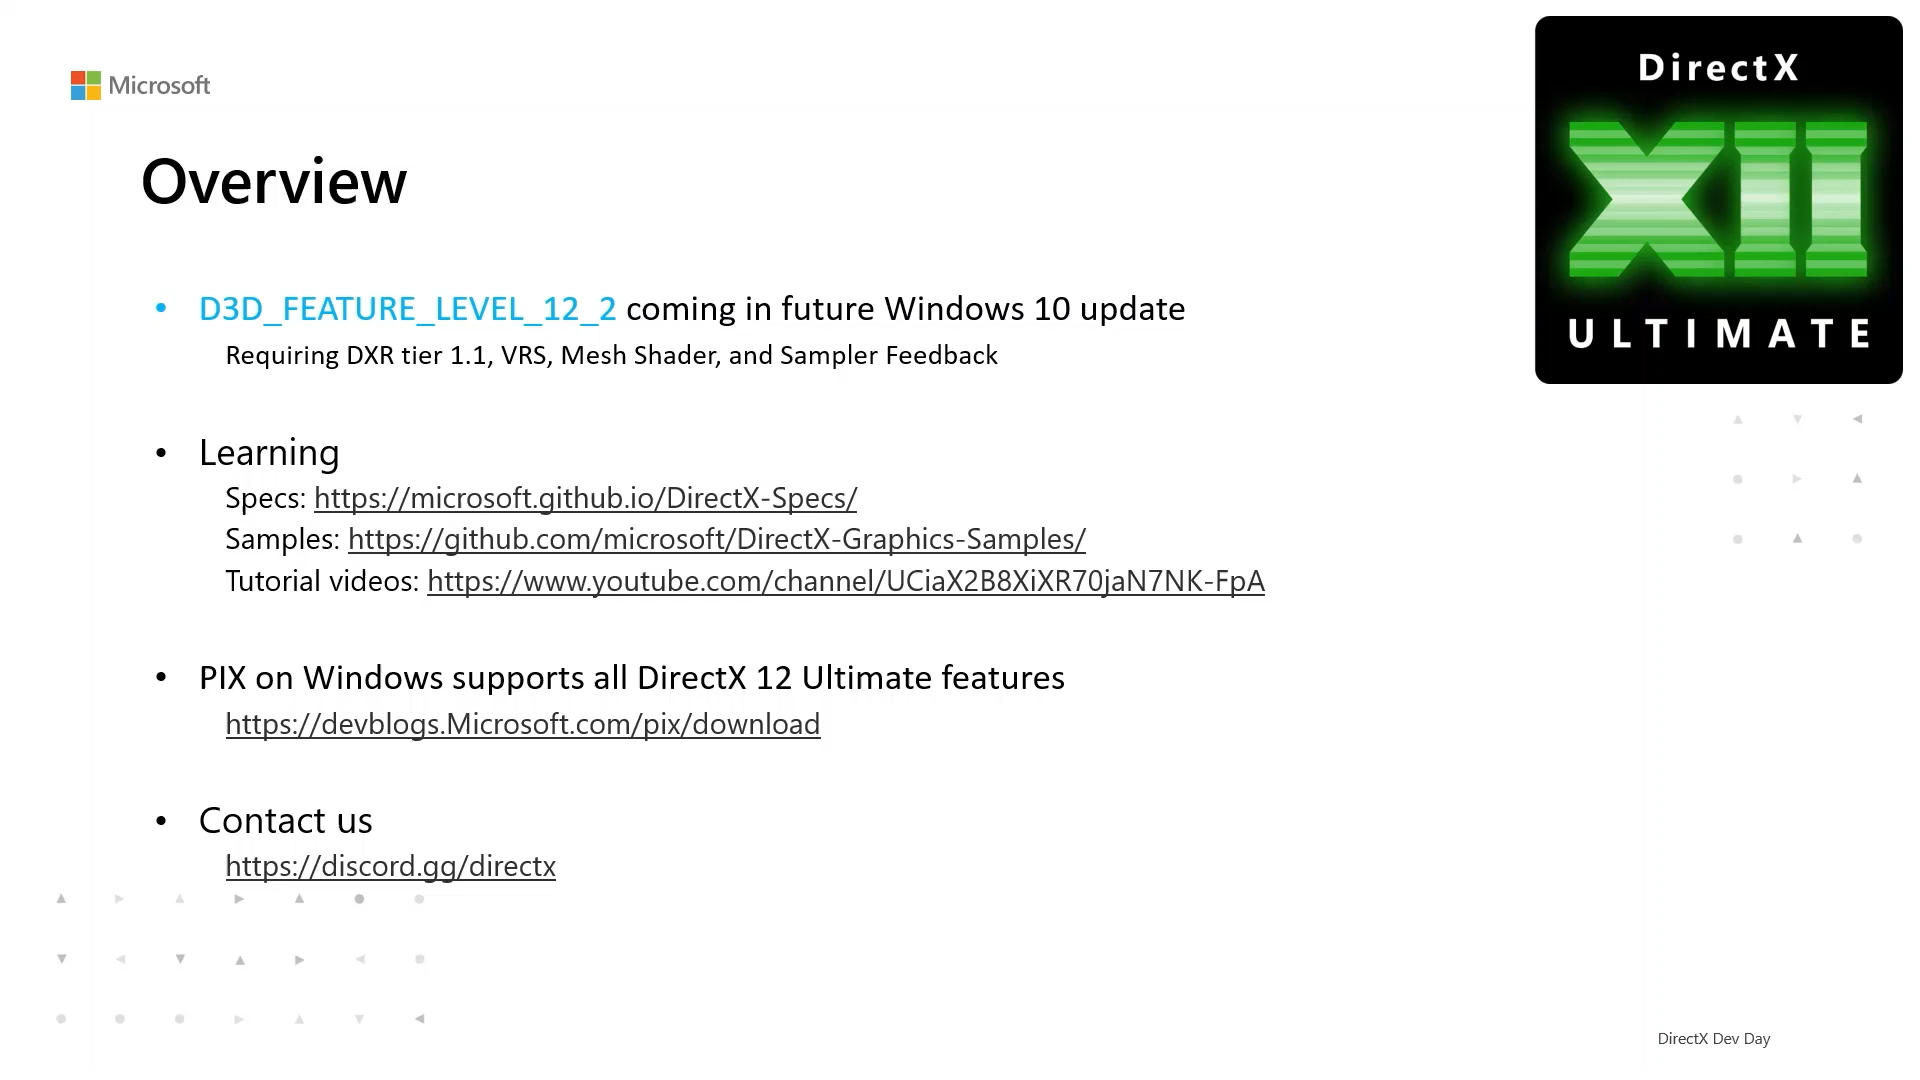 Microsoft
DirectX
XII
ULTIMATE
Overview
• D3D_FEATURE_LEVEL_12_2 coming in future Windows 10 update
Requiring DXR tier 1.1, VRS, Mesh Shader, and Sampler Feedback
• Learning
Specs: https://microsoft.github.io/DirectX-Specs/
Samples: https://github.com/microsoft/DirectX-Graphics-Samples/
Tutorial videos: https://www.youtube.com/channel/UCiaX2B8XiXR70jaN7NK-FpA
• PIX on Windows supports all DirectX 12 Ultimate features
https://devblogs.Microsoft.com/pix/download
• Contact us
https://discord.gg/directx
DirectX Dev Day